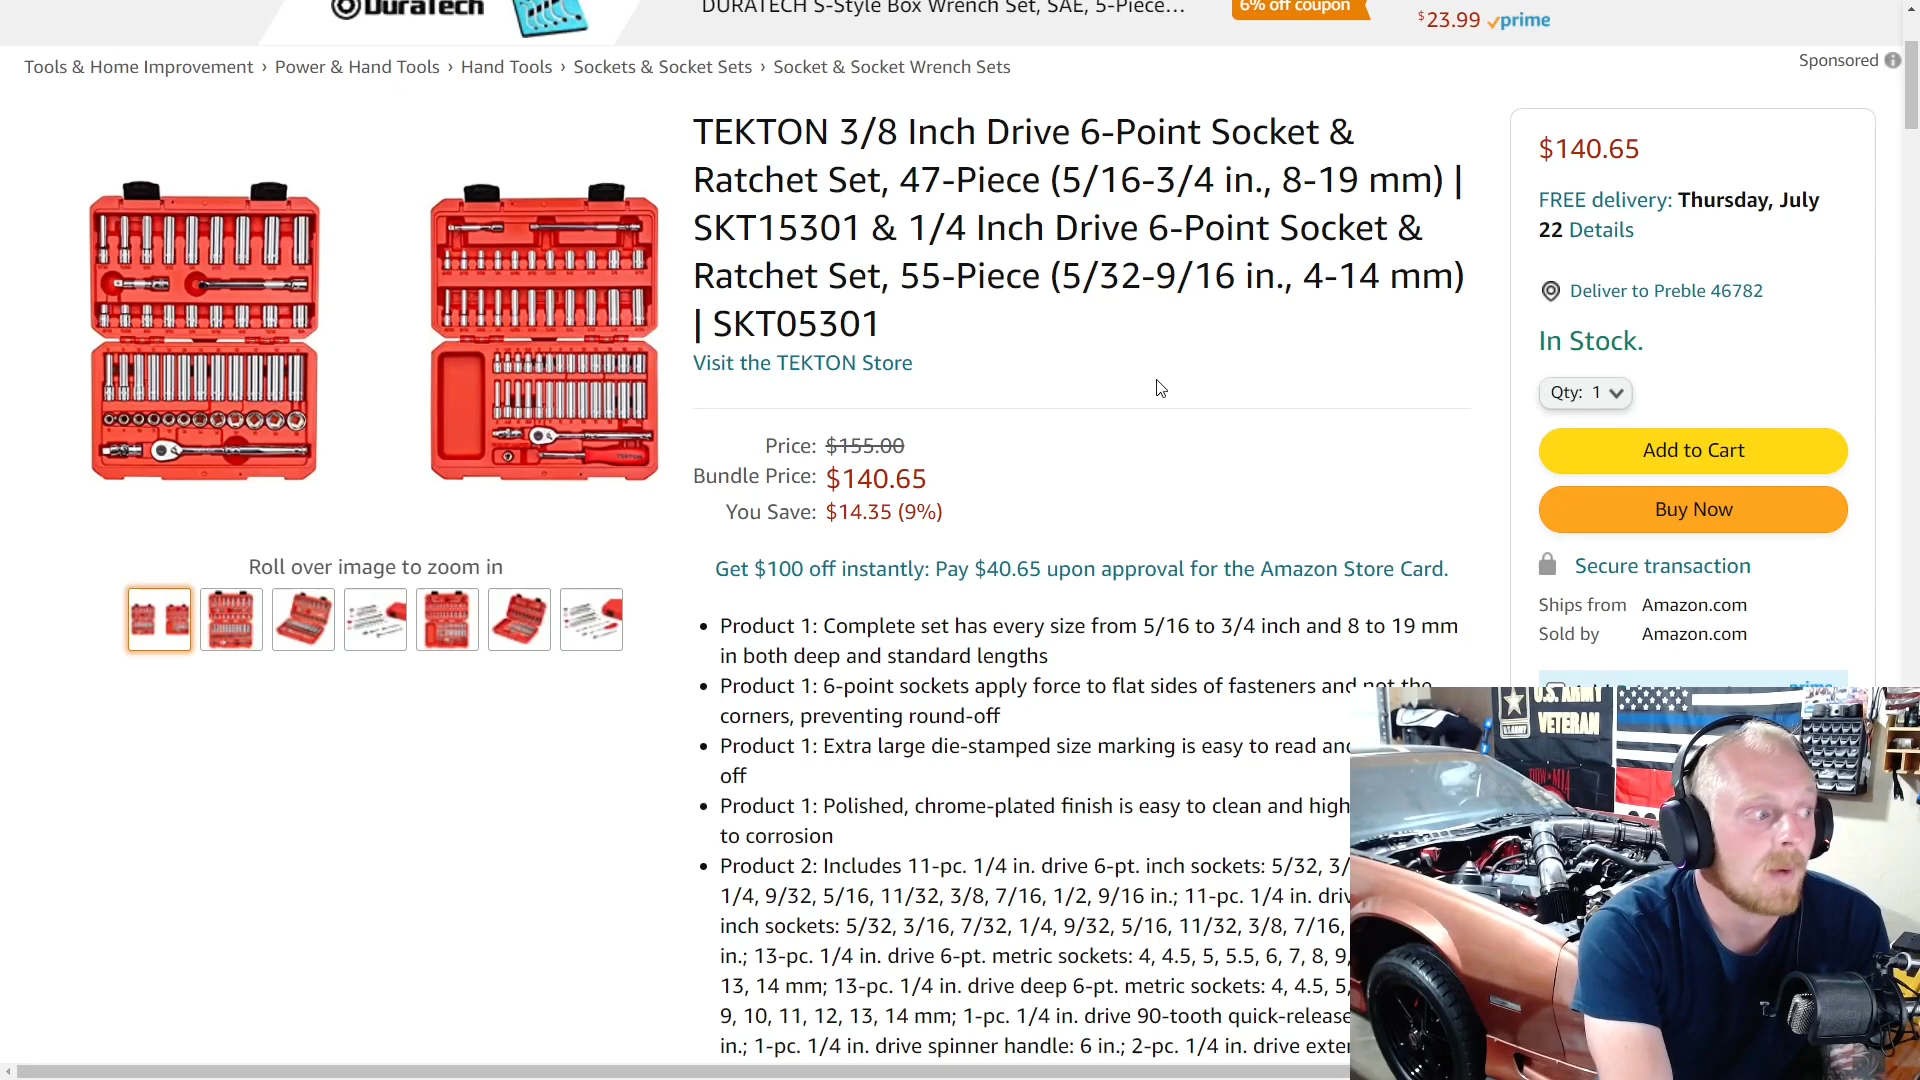 DURATECH
DURATECH S-Style Box Wrench Set, SAE, 5-Piece...
6% off coupon
$23.99 prime
Tools & Home Improvement › Power & Hand Tools › Hand Tools › Sockets & Socket Sets › Socket & Socket Wrench Sets
Sponsored
TEKTON 3/8 Inch Drive 6-Point Socket &
Ratchet Set, 47-Piece (5/16-3/4 in., 8-19 mm) |
SKT15301 & 1/4 Inch Drive 6-Point Socket &
Ratchet Set, 55-Piece (5/32-9/16 in., 4-14 mm)
| SKT05301
Visit the TEKTON Store
Price: $155.00
Bundle Price: $140.65
You Save: $14.35 (9%)
Get $100 off instantly: Pay $40.65 upon approval for the Amazon Store Card.
Roll over image to zoom in
• Product 1: Complete set has every size from 5/16 to 3/4 inch and 8 to 19 mm
in both deep and standard lengths
• Product 1: 6-point sockets apply force to flat sides of fasteners and not the
corners, preventing round-off
• Product 1: Extra large die-stamped size marking is easy to read and
off
• Product 1: Polished, chrome-plated finish is easy to clean and high
to corrosion
• Product 2: Includes 11-pc. 1/4 in. drive 6-pt. inch sockets: 5/32, 3/
1/4, 9/32, 5/16, 11/32, 3/8, 7/16, 1/2, 9/16 in.; 11-pc. 1/4 in. driv
inch sockets: 5/32, 3/16, 7/32, 1/4, 9/32, 5/16, 11/32, 3/8, 7/16,
in.; 13-pc. 1/4 in. drive 6-pt. metric sockets: 4, 4.5, 5, 5.5, 6, 7, 8, 9,
13, 14 mm; 13-pc. 1/4 in. drive deep 6-pt. metric sockets: 4, 4.5, 5,
9, 10, 11, 12, 13, 14 mm; 1-pc. 1/4 in. drive 90-tooth quick-release
in.; 1-pc. 1/4 in. drive spinner handle: 6 in.; 2-pc. 1/4 in. drive exte
$140.65
FREE delivery: Thursday, July
22 Details
Deliver to Preble 46782
In Stock.
Qty: 1
Add to Cart
Buy Now
Secure transaction
Ships from Amazon.com
Sold by Amazon.com
prime
U.S. ARMY
VETERAN
POW★MIA